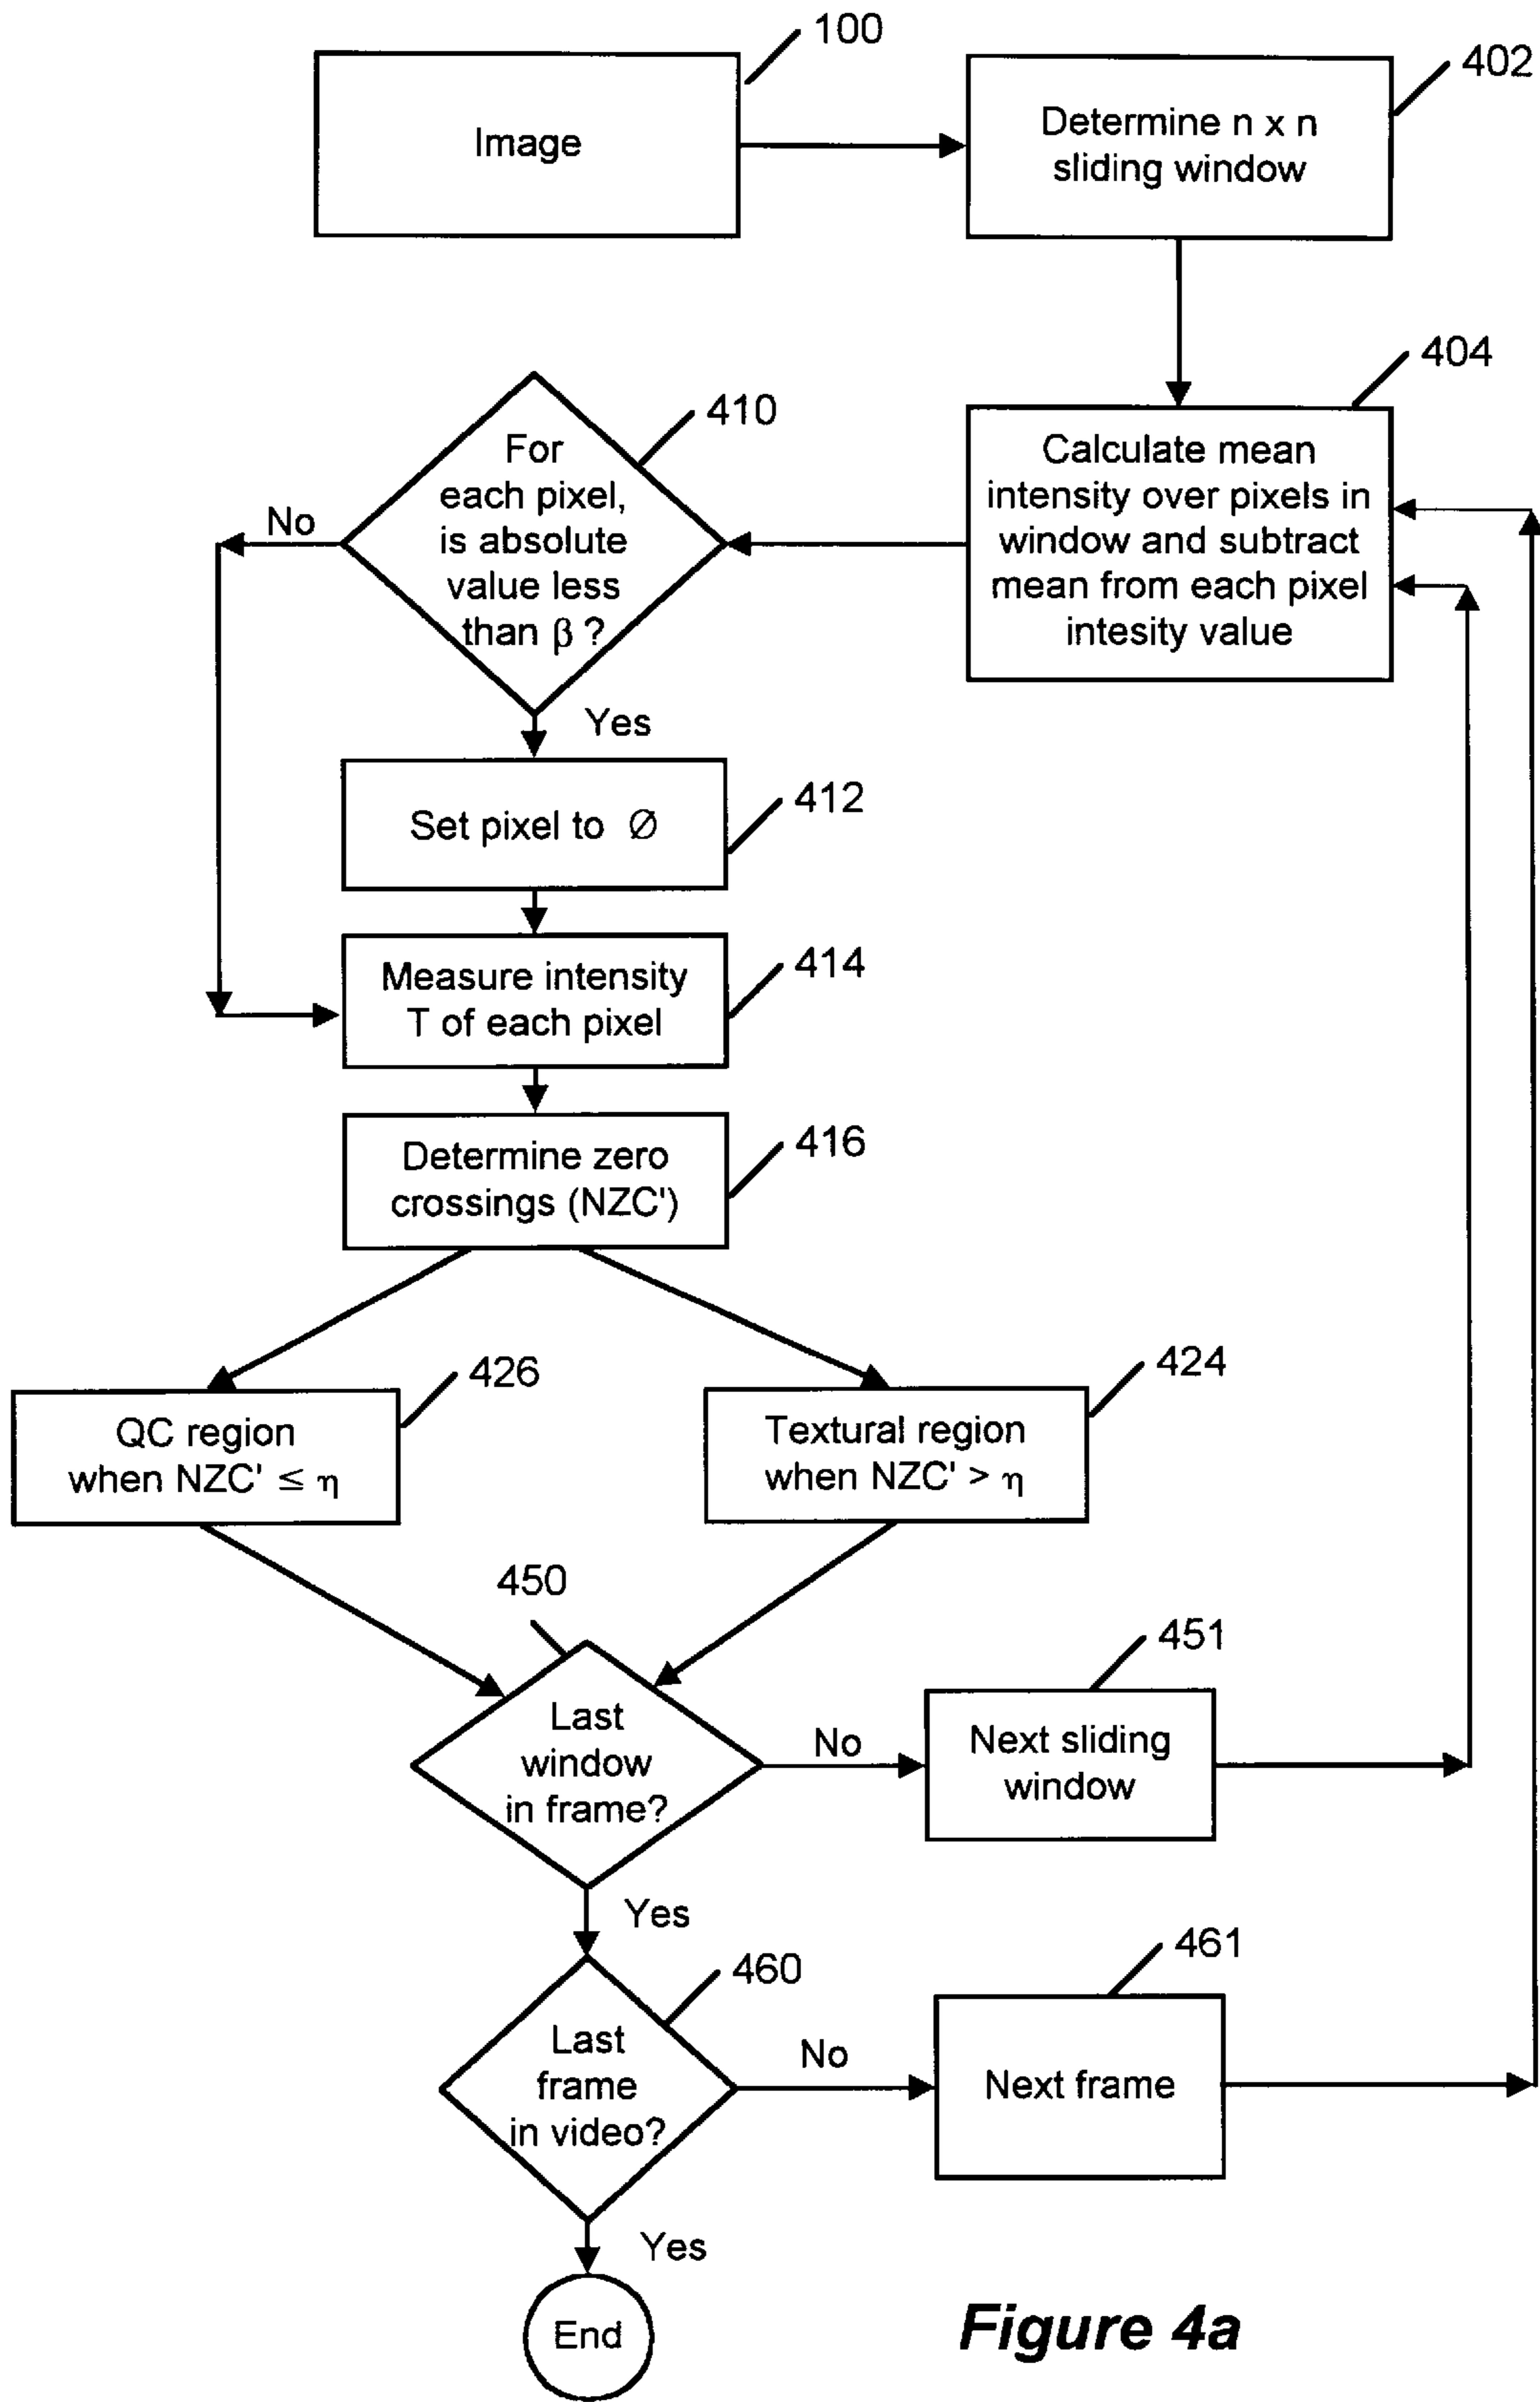 100
Image
402
Determine n x n
sliding window
404
Calculate mean
intensity over pixels in
window and subtract
mean from each pixel
intesity value
410
For
each pixel,
is absolute
value less
than β ?
No
Yes
412
Set pixel to Ø
414
Measure intensity
T of each pixel
416
Determine zero
crossings (NZC')
426
QC region
when NZC' ≤ η
424
Textural region
when NZC' > η
450
Last
window
in frame?
No
451
Next sliding
window
Yes
460
Last
frame
in video?
No
461
Next frame
Yes
End
Figure 4a